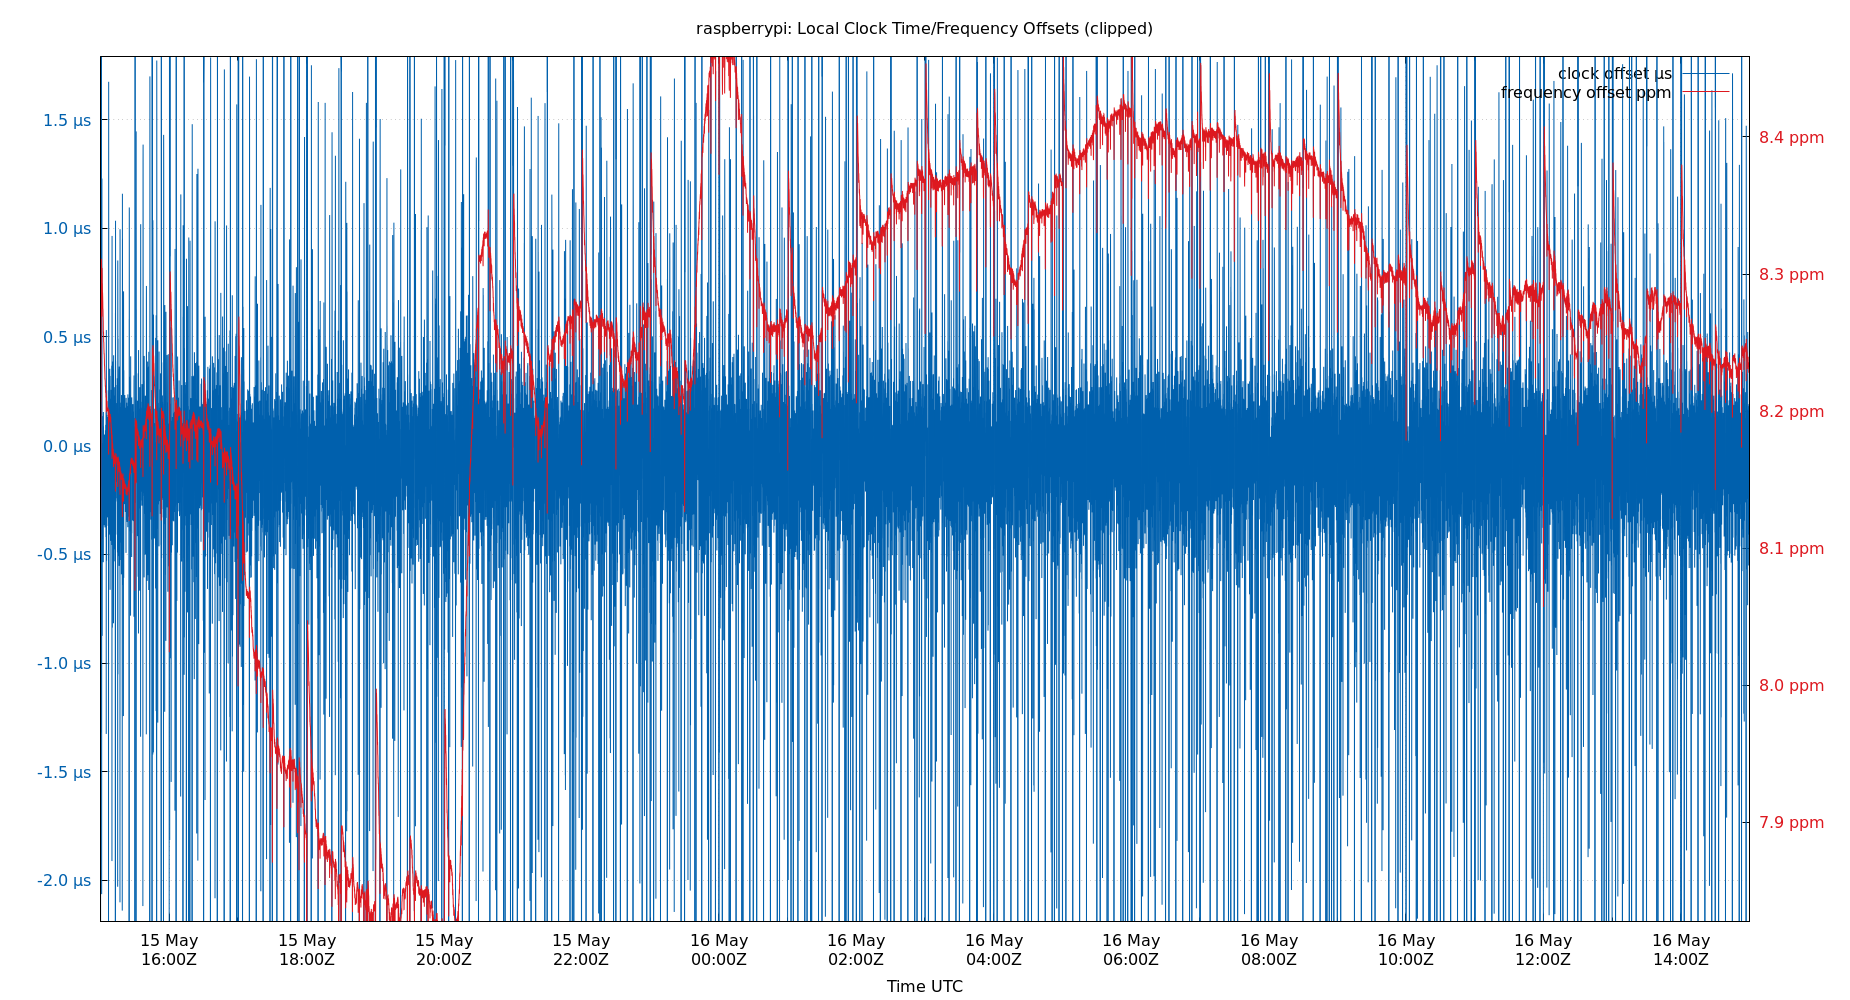 raspberrypi: Local Clock Time/Frequency Offsets (clipped)
clock offset µs
frequency offset ppm
1.5 µs
1.0 µs
0.5 µs
0.0 µs
-0.5 µs
-1.0 µs
-1.5 µs
-2.0 µs
8.4 ppm
8.3 ppm
8.2 ppm
8.1 ppm
8.0 ppm
7.9 ppm
15 May
16:00Z
15 May
18:00Z
15 May
20:00Z
15 May
22:00Z
16 May
00:00Z
16 May
02:00Z
16 May
04:00Z
16 May
06:00Z
16 May
08:00Z
16 May
10:00Z
16 May
12:00Z
16 May
14:00Z
Time UTC